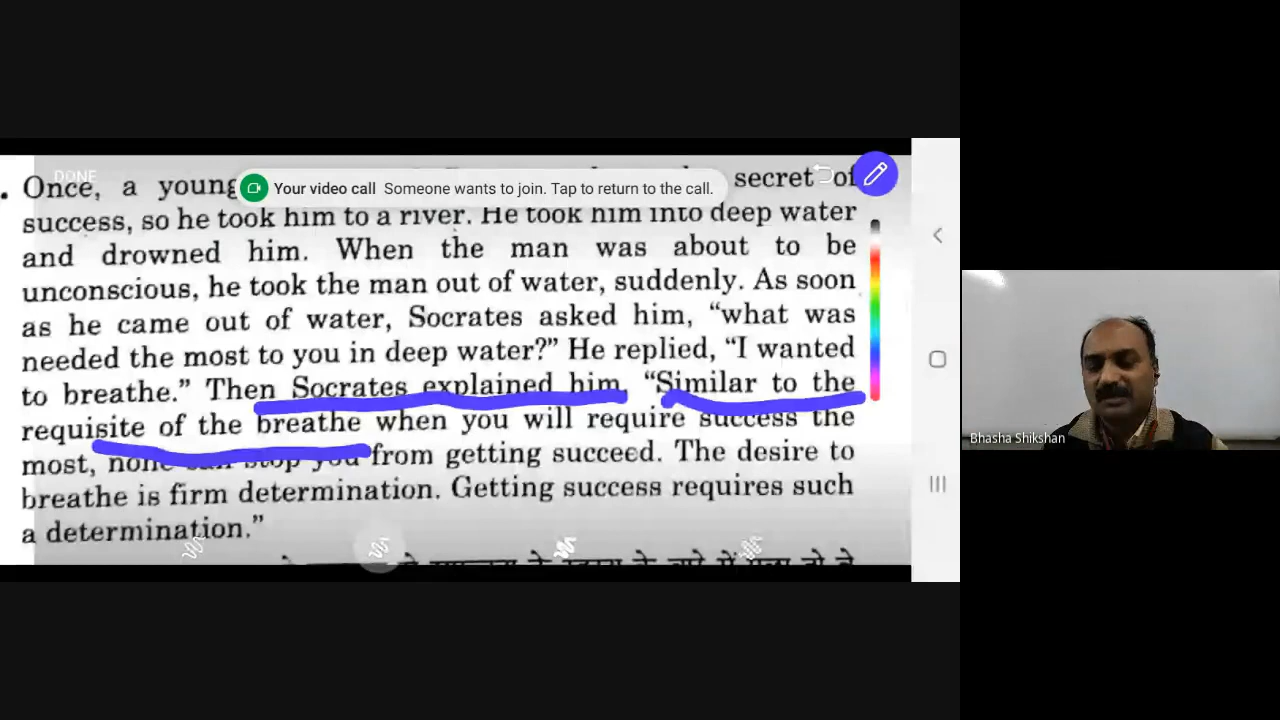 DONE
. Once, a young secret of
Your video call Someone wants to join. Tap to return to the call.
success, so he took him to a river. He took him into deep water
and drowned him. When the man was about to be
unconscious, he took the man out of water, suddenly. As soon
as he came out of water, Socrates asked him, “what was
needed the most to you in deep water?” He replied, “I wanted
to breathe.” Then Socrates explained him, “Similar to the
requisite of the breathe when you will require success the
most, none can stop you from getting succeed. The desire to
breathe is firm determination. Getting success requires such
a determination.”
Bhasha Shikshan